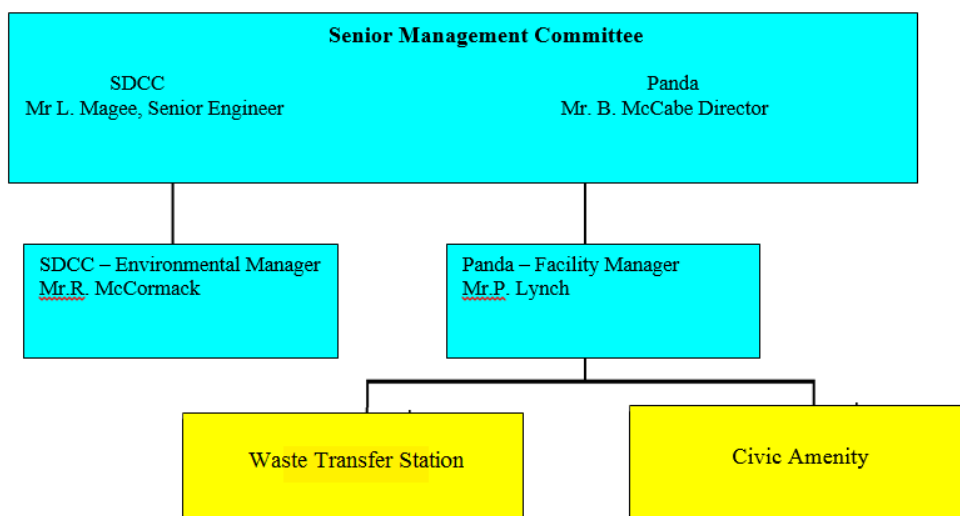 Senior Management Committee
SDCC
Mr L. Magee, Senior Engineer
Panda
Mr. B. McCabe Director
SDCC – Environmental Manager
Mr.R. McCormack
Panda – Facility Manager
Mr.P. Lynch
Waste Transfer Station
Civic Amenity